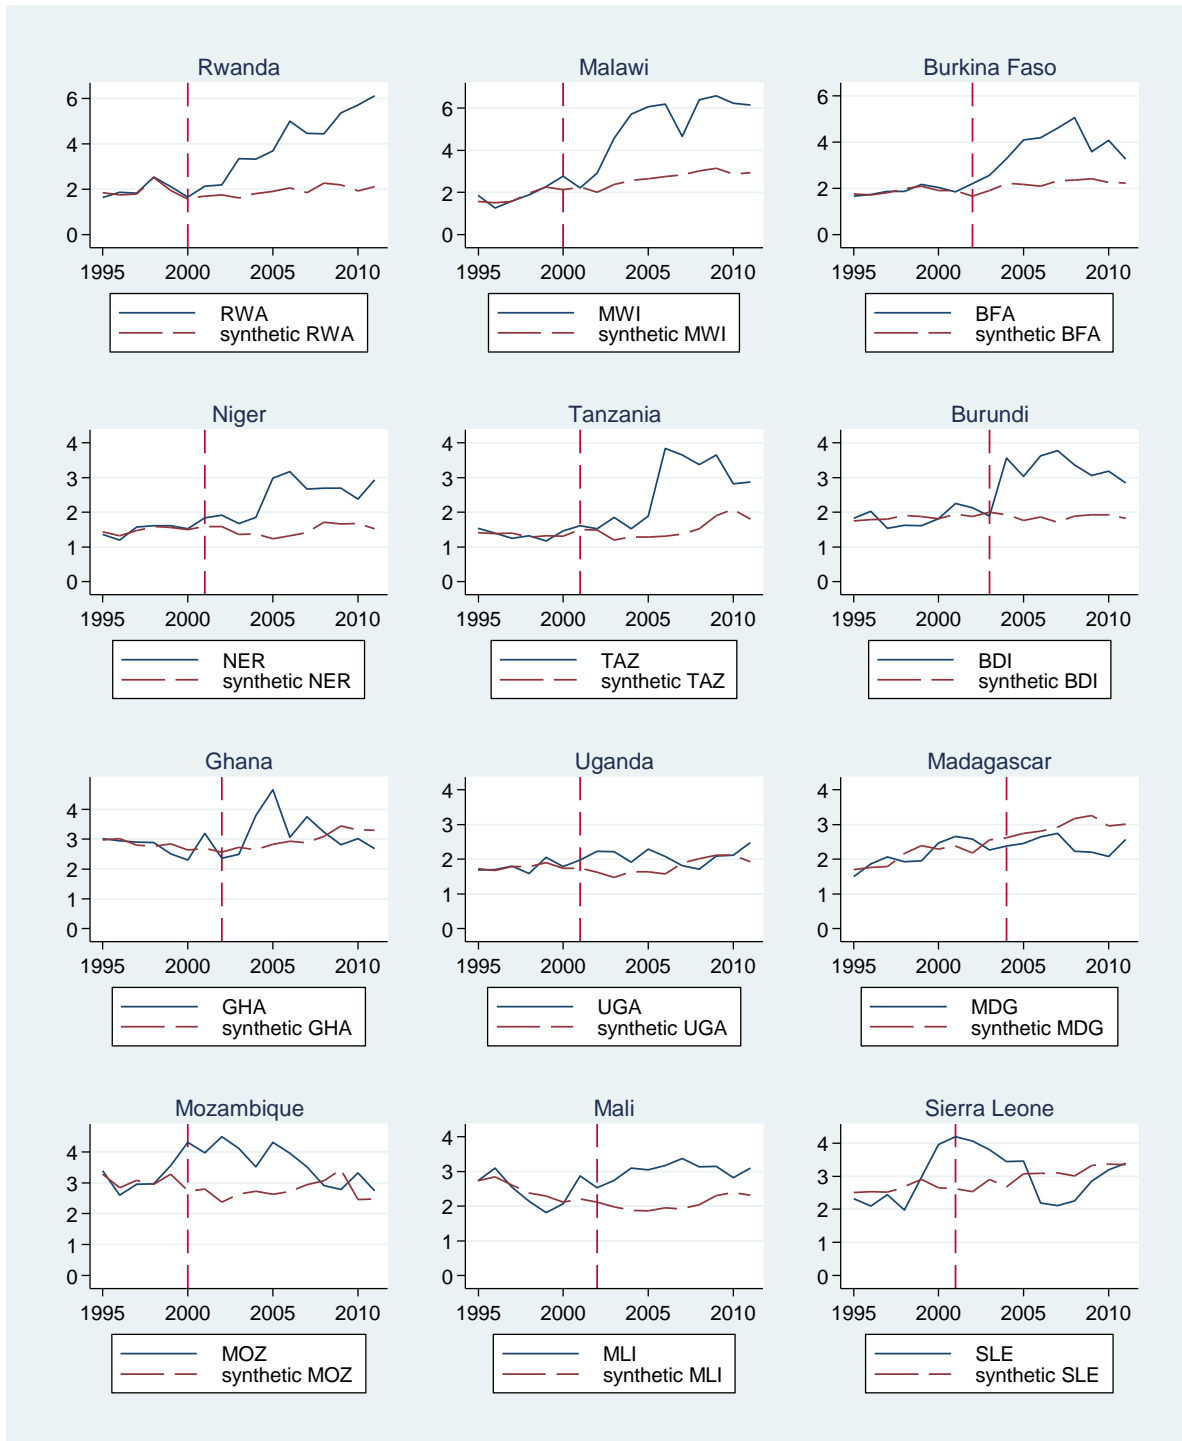 Rwanda
6
4
2
0
1995 2000 2005 2010
RWA
synthetic RWA
Malawi
6
4
2
0
1995 2000 2005 2010
MWI
synthetic MWI
Burkina Faso
6
4
2
0
1995 2000 2005 2010
BFA
synthetic BFA
Niger
4
3
2
1
0
1995 2000 2005 2010
NER
synthetic NER
Tanzania
4
3
2
1
0
1995 2000 2005 2010
TAZ
synthetic TAZ
Burundi
4
3
2
1
0
1995 2000 2005 2010
BDI
synthetic BDI
Ghana
4
3
2
1
0
1995 2000 2005 2010
GHA
synthetic GHA
Uganda
4
3
2
1
0
1995 2000 2005 2010
UGA
synthetic UGA
Madagascar
4
3
2
1
0
1995 2000 2005 2010
MDG
synthetic MDG
Mozambique
4
3
2
1
0
1995 2000 2005 2010
MOZ
synthetic MOZ
Mali
4
3
2
1
0
1995 2000 2005 2010
MLI
synthetic MLI
Sierra Leone
4
3
2
1
0
1995 2000 2005 2010
SLE
synthetic SLE